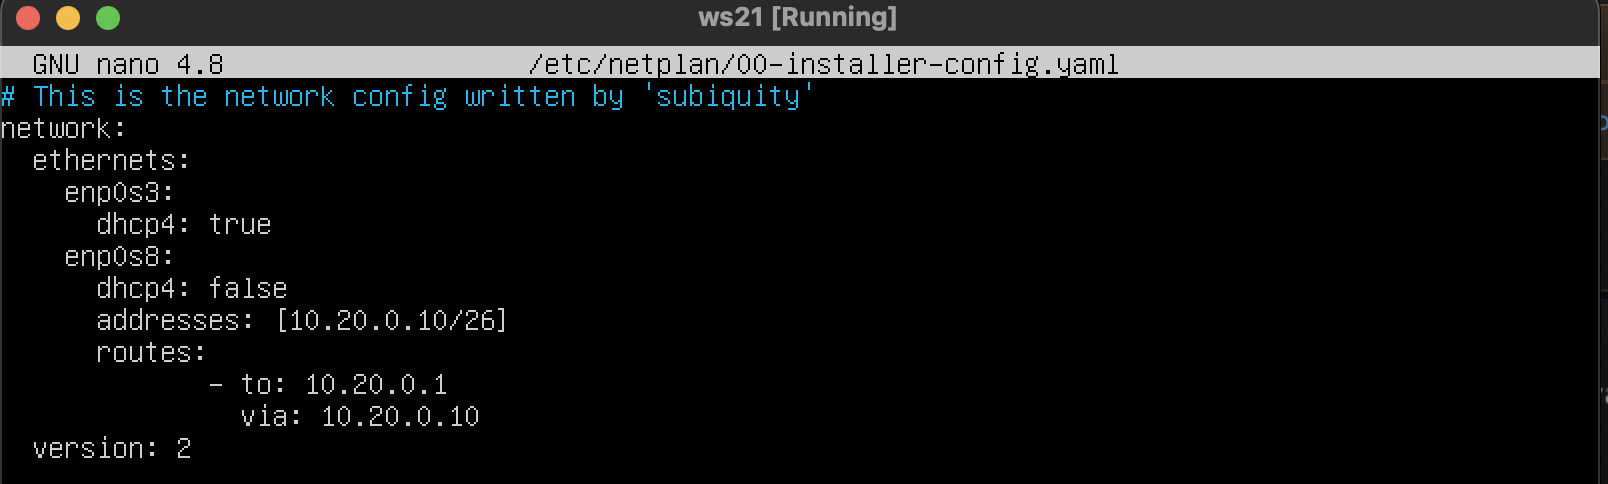 ws21 [Running]
GNU nano 4.8 /etc/netplan/00-installer-config.yaml
# This is the network config written by 'subiquity'
network:
  ethernets:
    enp0s3:
      dhcp4: true
    enp0s8:
      dhcp4: false
      addresses: [10.20.0.10/26]
      routes:
             - to: 10.20.0.1
               via: 10.20.0.10
  version: 2